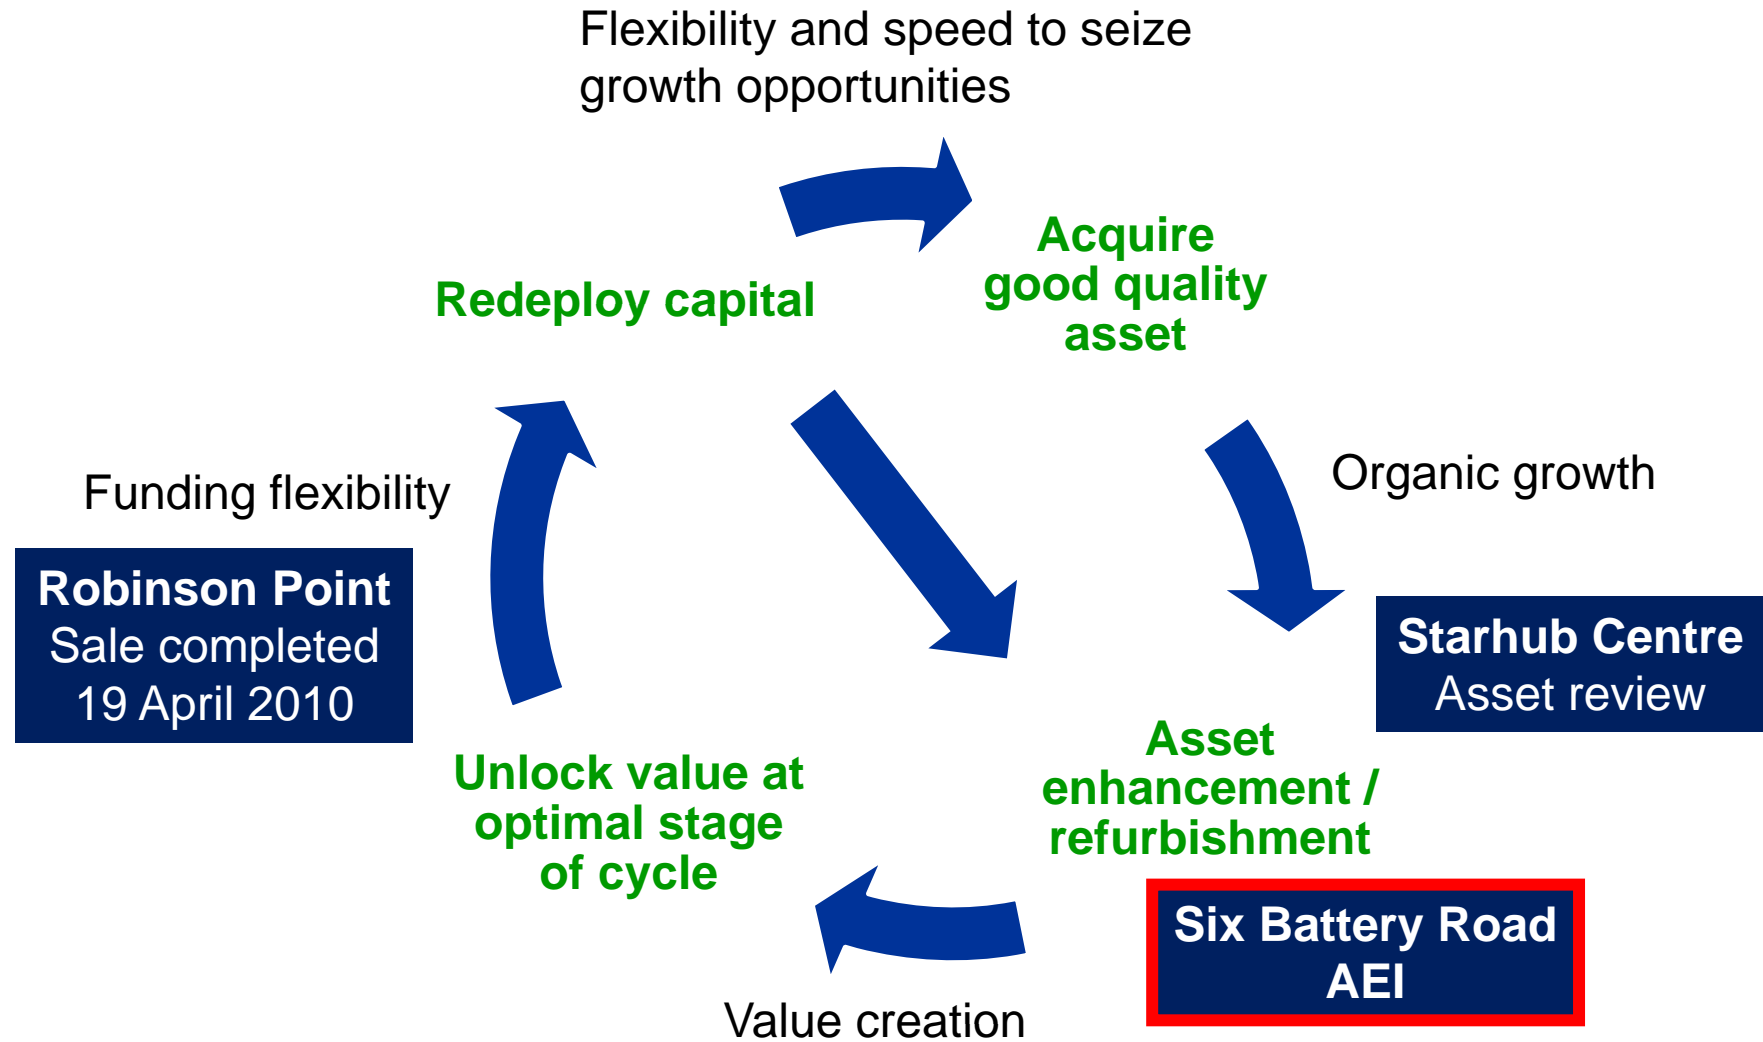 Flexibility and speed to seize
growth opportunities
Redeploy capital
Acquire
good quality
asset
Funding flexibility
Organic growth
Robinson Point
Sale completed
19 April 2010
Starhub Centre
Asset review
Unlock value at
optimal stage
of cycle
Asset
enhancement /
refurbishment
Six Battery Road
AEI
Value creation